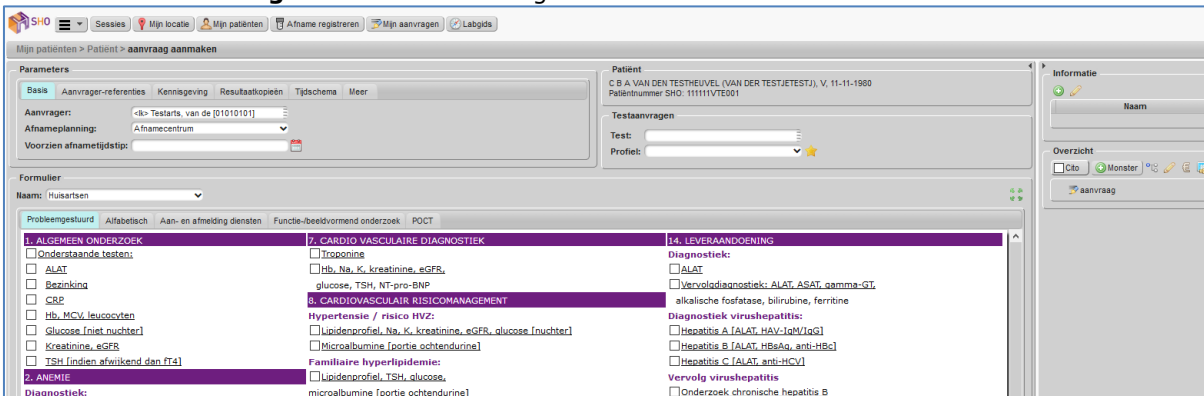 SHO Sessies Mijn locatie Mijn patiënten Afname registreren Mijn aanvragen Labgids
Mijn patiënten > Patiënt > aanvraag aanmaken
Parameters
Basis Aanvrager-referenties Kennisgeving Resultaatkopieën Tijdschema Meer
Aanvrager: <lk> Testarts, van de [01010101]
Afnameplanning: Afnamecentrum
Voorzien afnametijdstip:
Patiënt
C B A VAN DEN TESTHEUVEL (VAN DER TESTJETESTJ), V, 11-11-1980
Patiëntnummer SHO: 111111VTE001
Testaanvragen
Test:
Profiel:
Informatie
Naam
Overzicht
Cito Monster
aanvraag
Formulier
Naam: Huisartsen
Probleemgestuurd Alfabetisch Aan- en afmelding diensten Functie-/beeldvormend onderzoek POCT
1. ALGEMEEN ONDERZOEK
Onderstaande testen:
ALAT
Bezinking
CRP
Hb, MCV, leucocyten
Glucose [niet nuchter]
Kreatinine, eGFR
TSH [indien afwijkend dan fT4]
2. ANEMIE
Diagnostiek:
7. CARDIO VASCULAIRE DIAGNOSTIEK
Troponine
Hb, Na, K, kreatinine, eGFR,
glucose, TSH, NT-pro-BNP
8. CARDIOVASCULAIR RISICOMANAGEMENT
Hypertensie / risico HVZ:
Lipidenprofiel, Na, K, kreatinine, eGFR, glucose [nuchter]
Microalbumine [portie ochtendurine]
Familiaire hyperlipidemie:
Lipidenprofiel, TSH, glucose,
microalbumine [portie ochtendurine]
14. LEVERAANDOENING
Diagnostiek:
ALAT
Vervolgdiagnostiek: ALAT, ASAT, gamma-GT,
alkalische fosfatase, bilirubine, ferritine
Diagnostiek virushepatitis:
Hepatitis A [ALAT, HAV-IgM/IgG]
Hepatitis B [ALAT, HBsAg, anti-HBc]
Hepatitis C [ALAT, anti-HCV]
Vervolg virushepatitis
Onderzoek chronische hepatitis B